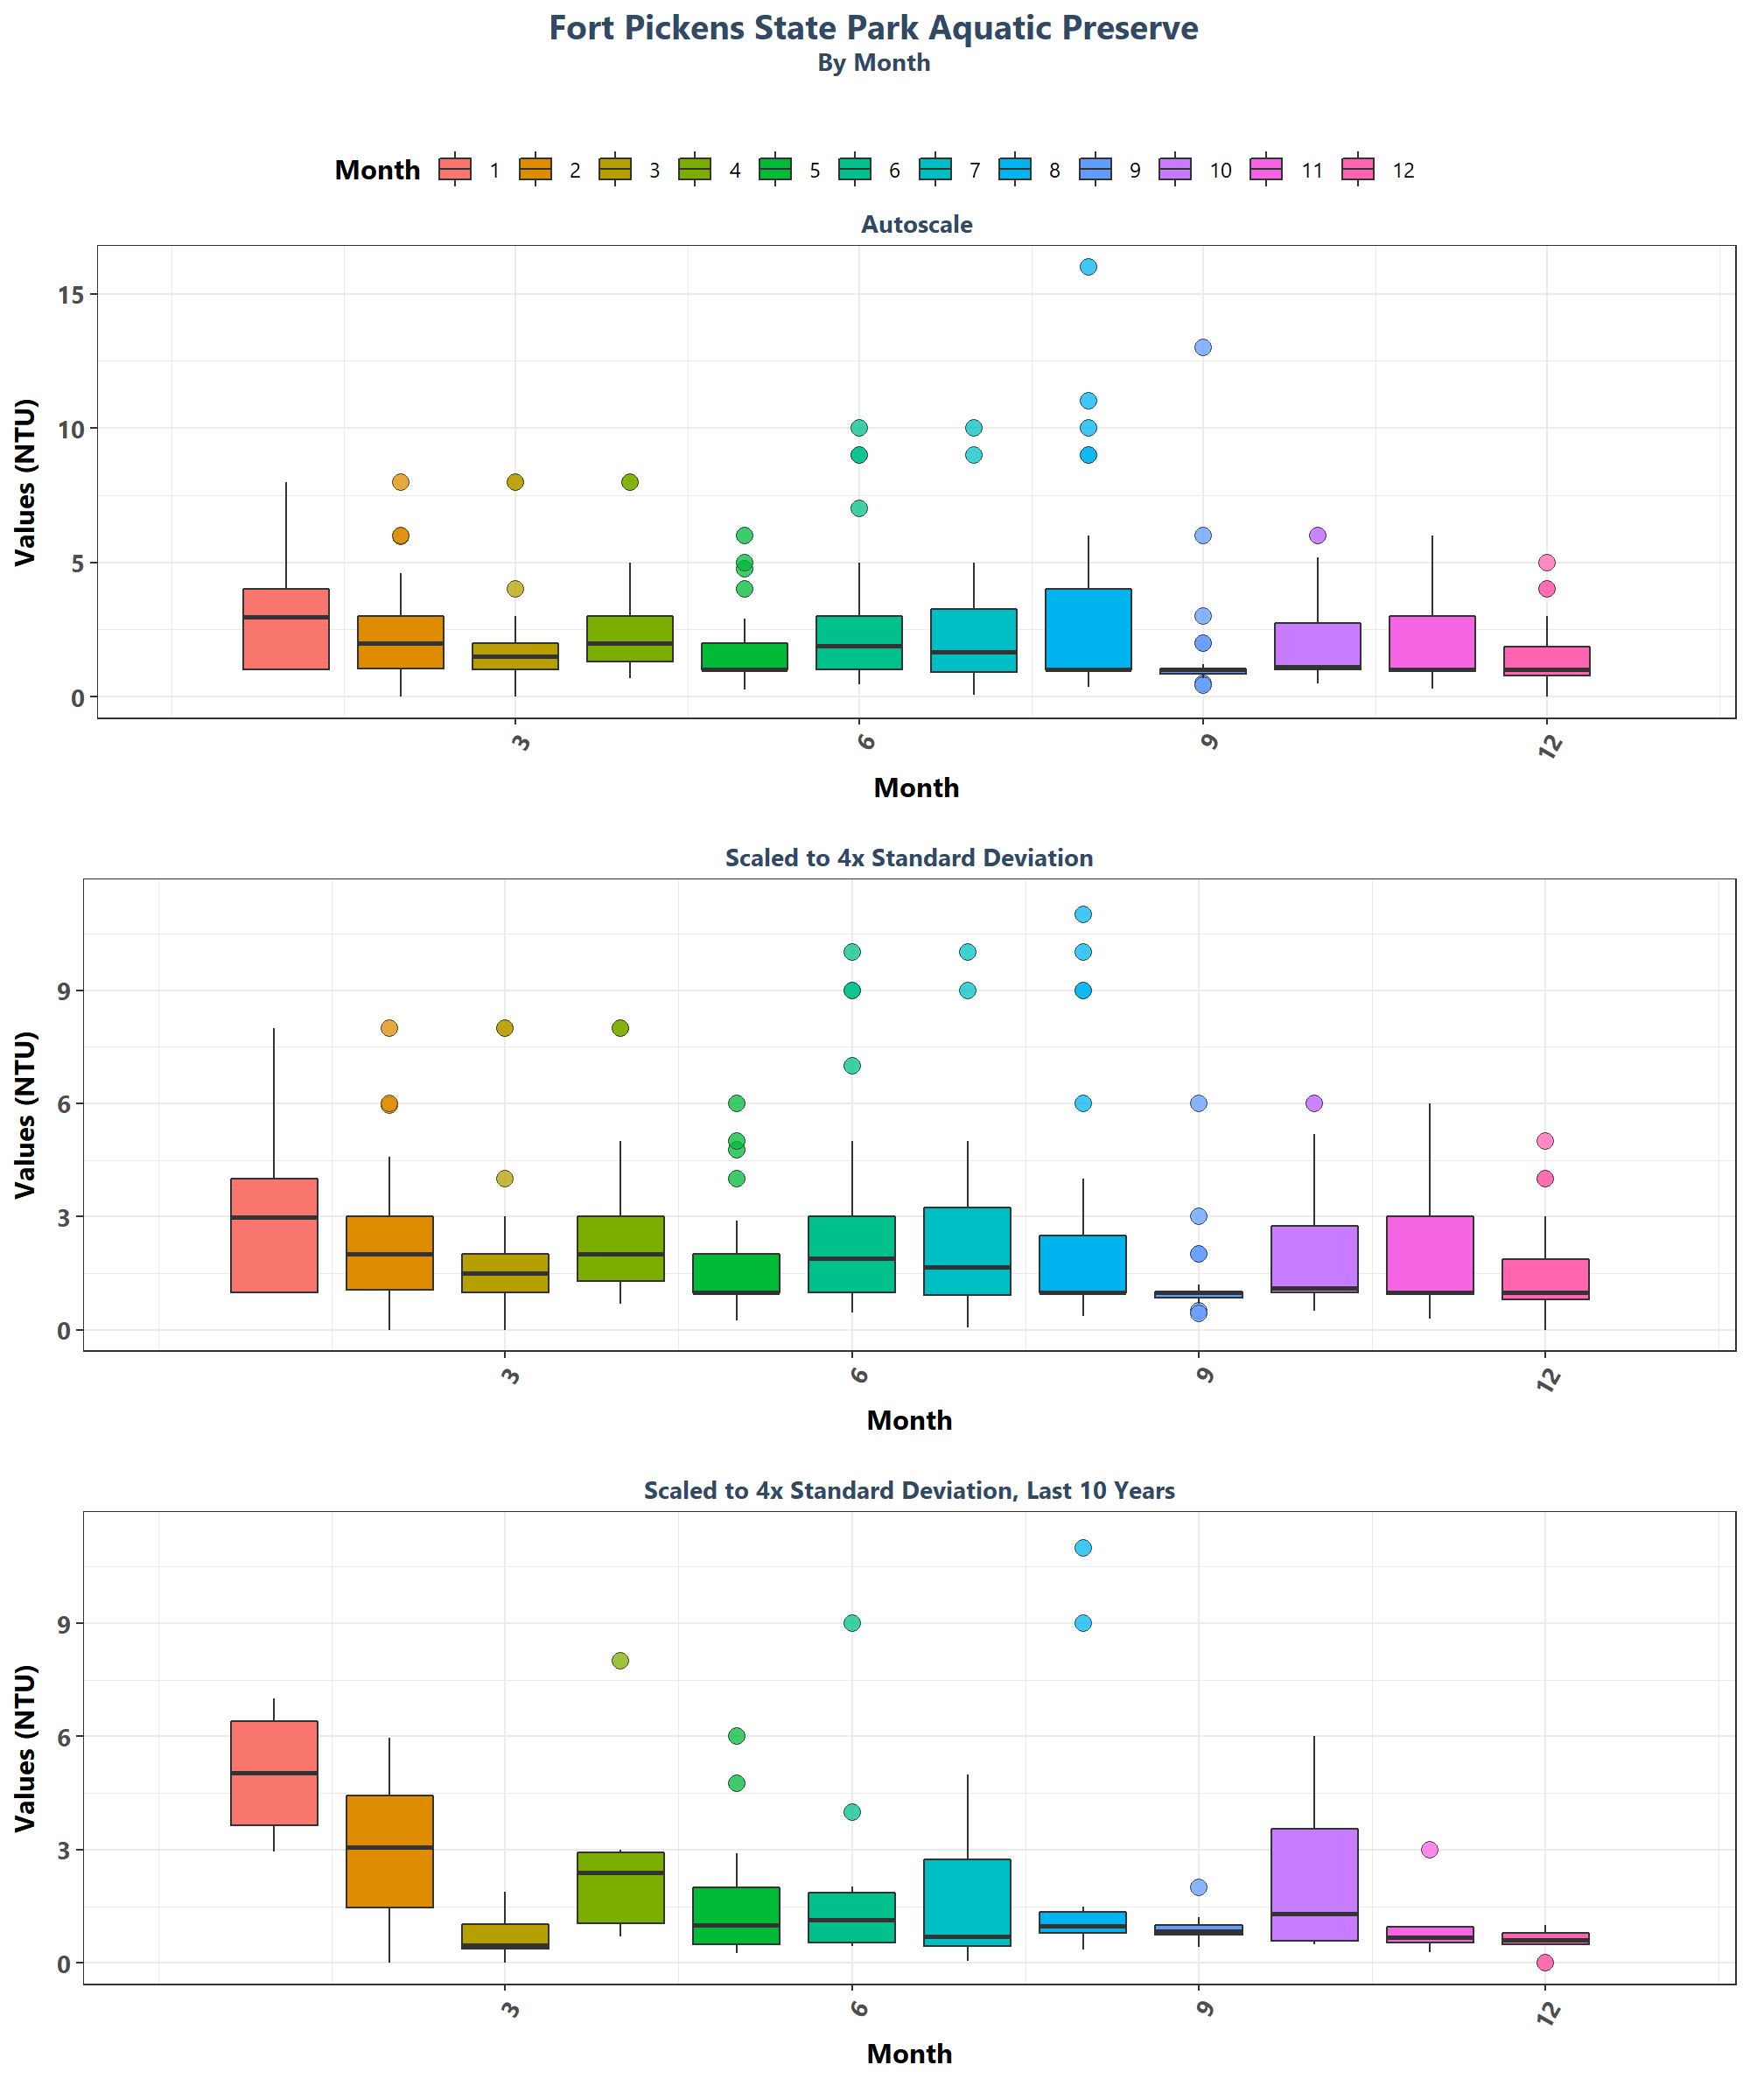 Fort Pickens State Park Aquatic Preserve
By Month
Month 1 2 3 4 5 6 7 8 9 10 11 12
Autoscale
Values (NTU)
15
10
5
0
3 6 9 12
Month
Scaled to 4x Standard Deviation
Values (NTU)
9
6
3
0
3 6 9 12
Month
Scaled to 4x Standard Deviation, Last 10 Years
Values (NTU)
9
6
3
0
3 6 9 12
Month